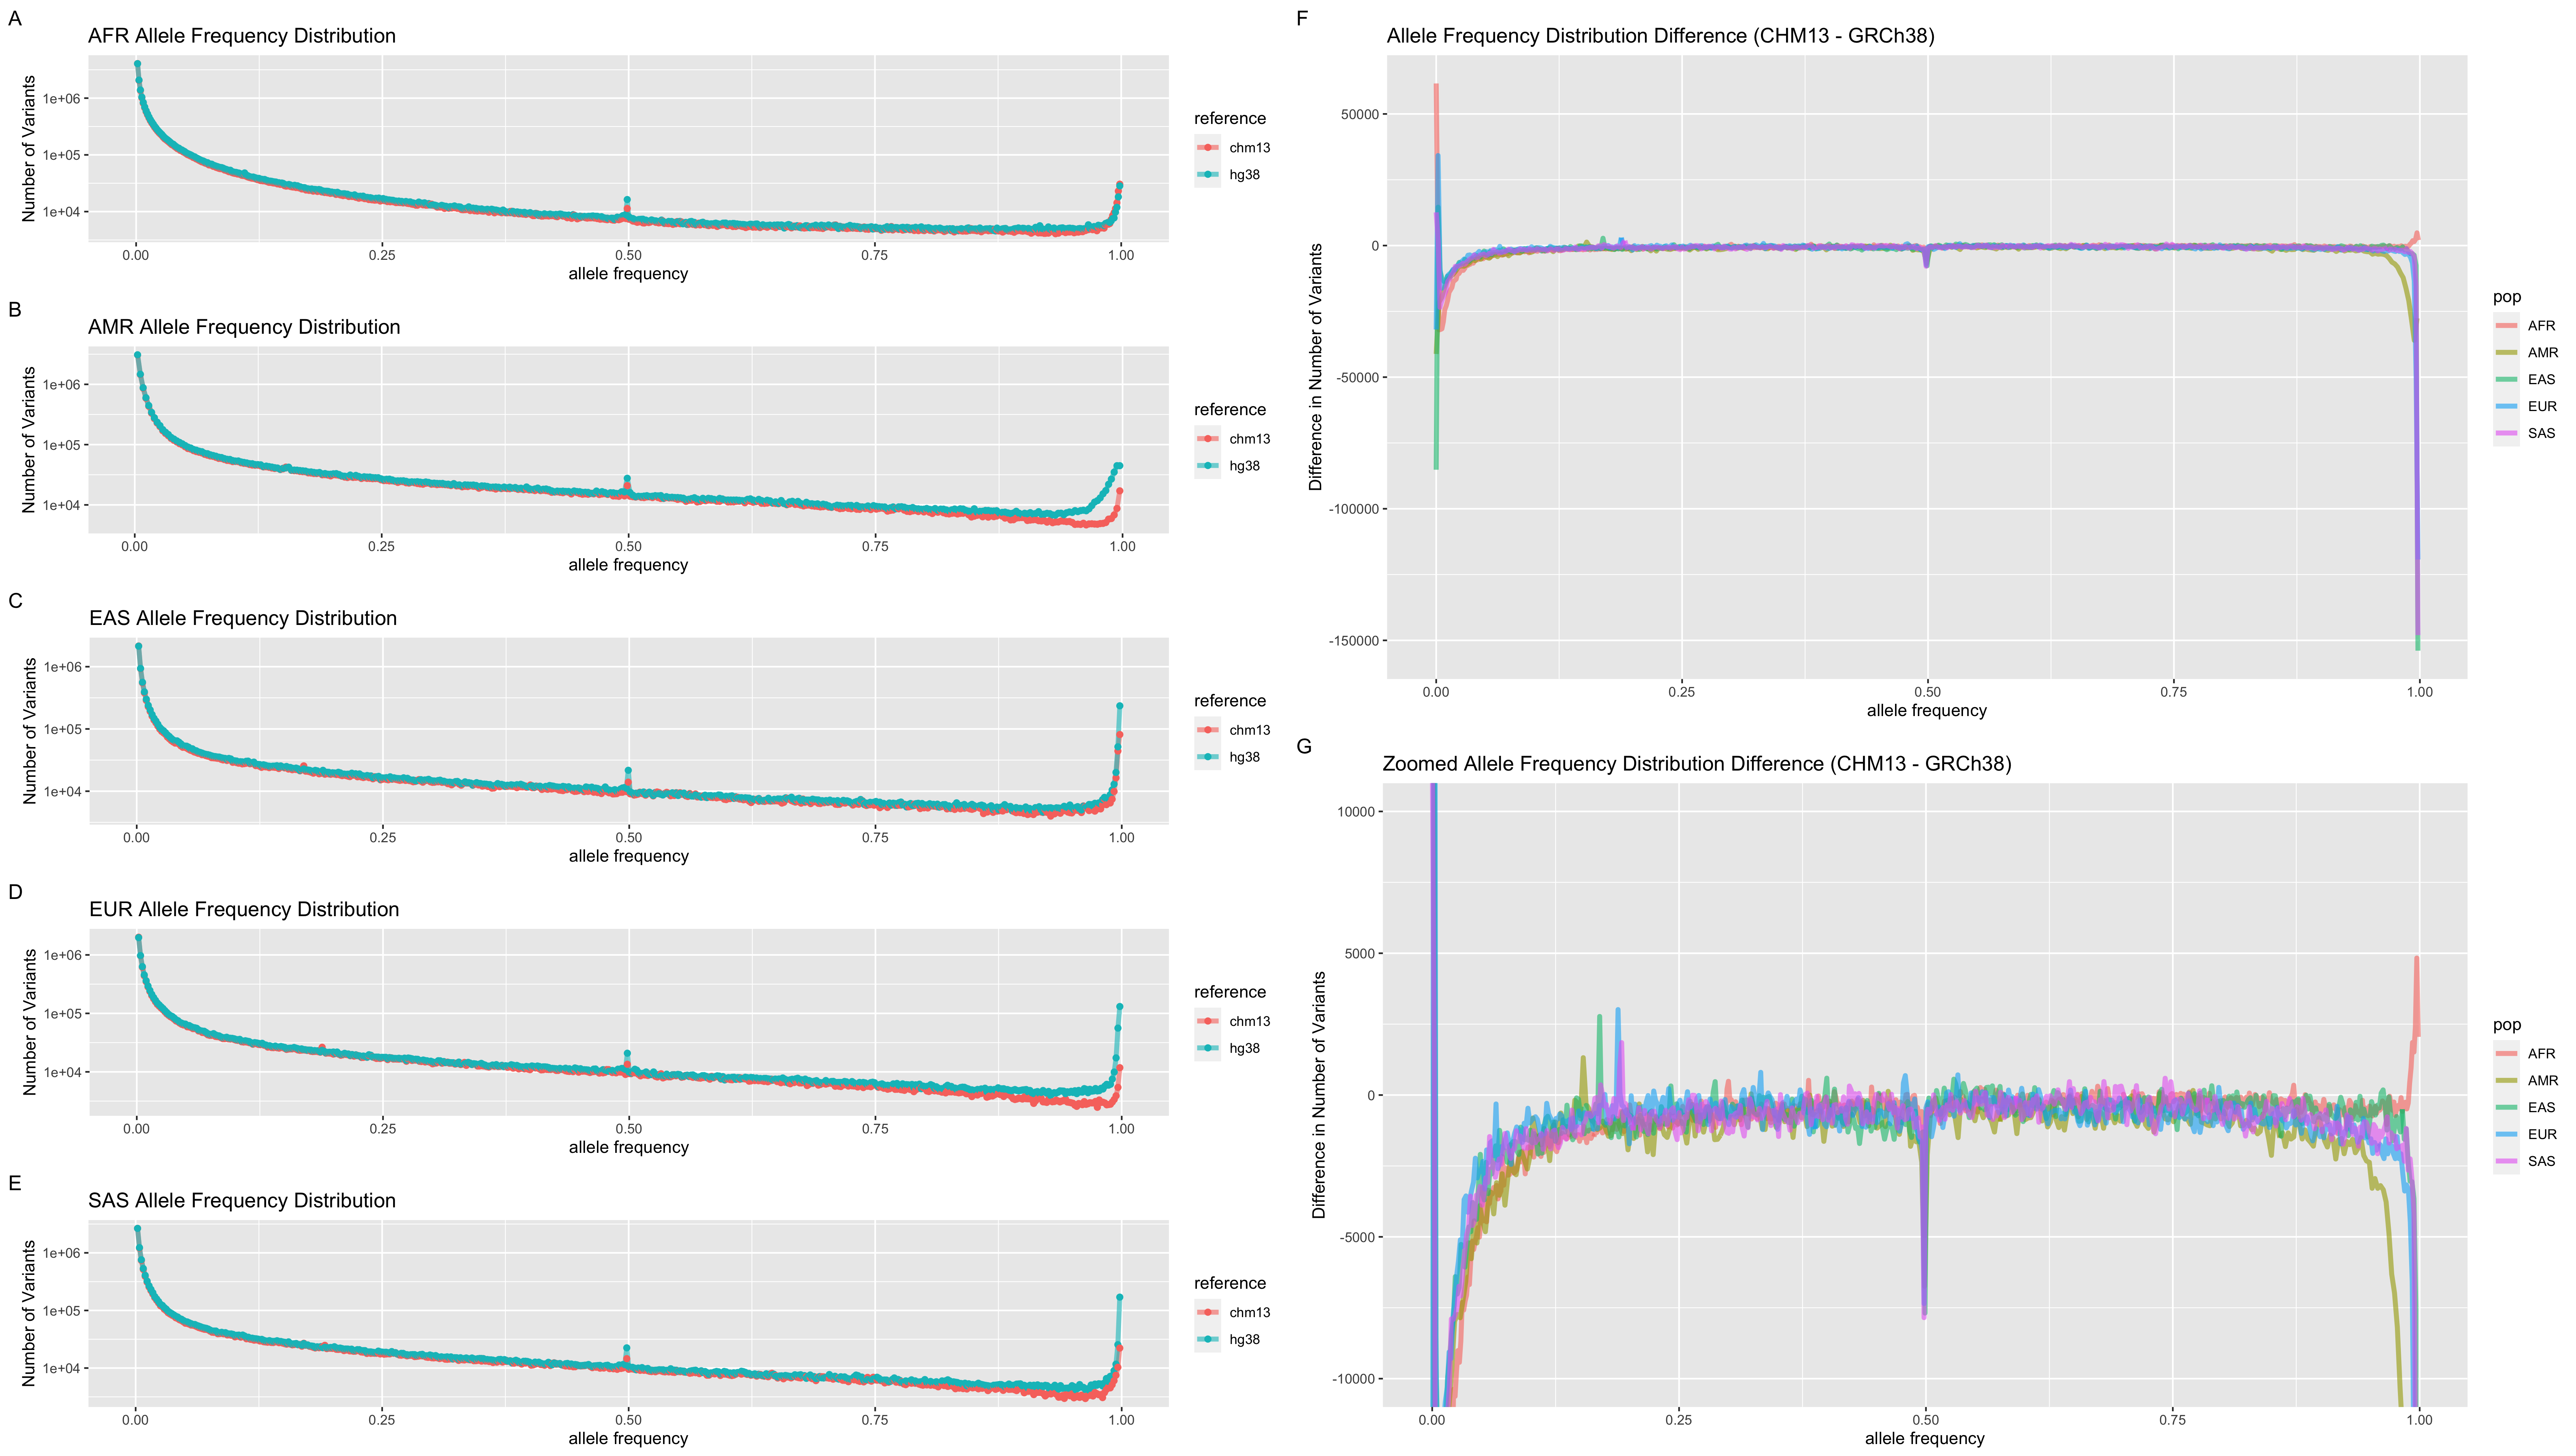 A
AFR Allele Frequency Distribution
Number of Variants
1e+06
1e+05
1e+04
0.00 0.25 0.50 0.75 1.00
allele frequency
reference
chm13
hg38
B
AMR Allele Frequency Distribution
Number of Variants
1e+06
1e+05
1e+04
0.00 0.25 0.50 0.75 1.00
allele frequency
reference
chm13
hg38
C
EAS Allele Frequency Distribution
Number of Variants
1e+06
1e+05
1e+04
0.00 0.25 0.50 0.75 1.00
allele frequency
reference
chm13
hg38
D
EUR Allele Frequency Distribution
Number of Variants
1e+06
1e+05
1e+04
0.00 0.25 0.50 0.75 1.00
allele frequency
reference
chm13
hg38
E
SAS Allele Frequency Distribution
Number of Variants
1e+06
1e+05
1e+04
0.00 0.25 0.50 0.75 1.00
allele frequency
reference
chm13
hg38
F
Allele Frequency Distribution Difference (CHM13 - GRCh38)
Difference in Number of Variants
50000
0
-50000
-100000
-150000
0.00 0.25 0.50 0.75 1.00
allele frequency
pop
AFR
AMR
EAS
EUR
SAS
G
Zoomed Allele Frequency Distribution Difference (CHM13 - GRCh38)
Difference in Number of Variants
10000
5000
0
-5000
-10000
0.00 0.25 0.50 0.75 1.00
allele frequency
pop
AFR
AMR
EAS
EUR
SAS